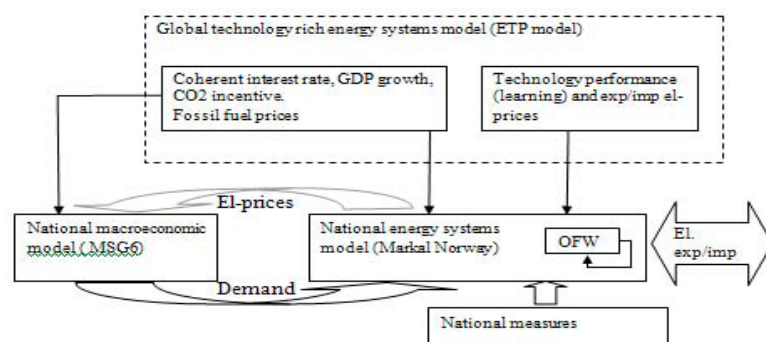 Global technology rich energy systems model (ETP model)
Coherent interest rate, GDP growth,
CO2 incentive.
Fossil fuel prices
Technology performance
(learning) and exp/imp el-
prices
El-prices
National macroeconomic
model (MSG6)
National energy systems
model (Markal Norway)
OFW
El.
exp/imp
Demand
National measures